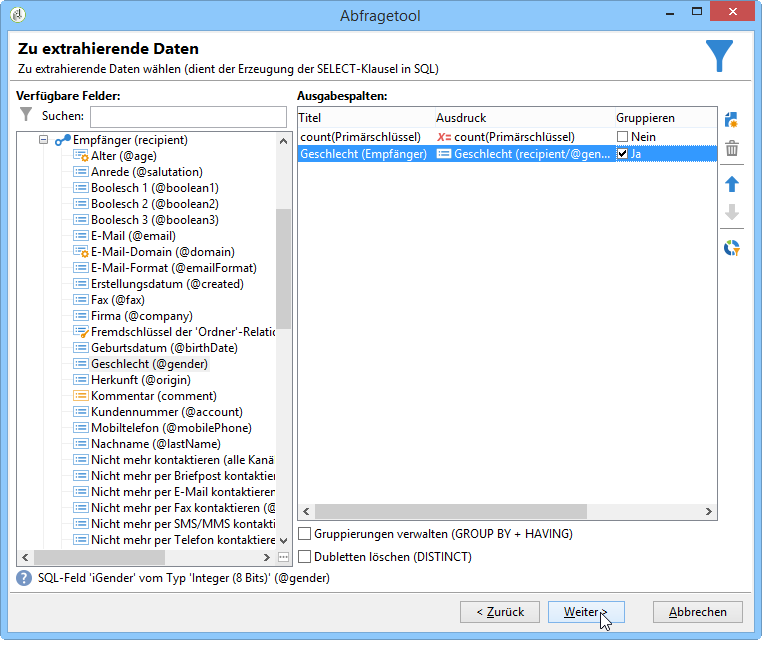 Abfragetool
Zu extrahierende Daten
Zu extrahierende Daten wählen (dient der Erzeugung der SELECT-Klausel in SQL)
Verfügbare Felder:
Suchen:
Empfänger (recipient)
Alter (@age)
Anrede (@salutation)
Boolesch 1 (@boolean1)
Boolesch 2 (@boolean2)
Boolesch 3 (@boolean3)
E-Mail (@email)
E-Mail-Domain (@domain)
E-Mail-Format (@emailFormat)
Erstellungsdatum (@created)
Fax (@fax)
Firma (@company)
Fremdschlüssel der 'Ordner'-Relatio
Geburtsdatum (@birthDate)
Geschlecht (@gender)
Herkunft (@origin)
Kommentar (comment)
Kundennummer (@account)
Mobiltelefon (@mobilePhone)
Nachname (@lastName)
Nicht mehr kontaktieren (alle Kanä
Nicht mehr per Briefpost kontaktier
Nicht mehr per E-Mail kontaktieren
Nicht mehr per Fax kontaktieren (@
Nicht mehr per SMS/MMS kontakti
Nicht mehr per Telefon kontaktiere
Ausgabespalten:
Titel Ausdruck Gruppieren
count(Primärschlüssel) X= count(Primärschlüssel) Nein
Geschlecht (Empfänger) Geschlecht (recipient/@gen... Ja
Gruppierungen verwalten (GROUP BY + HAVING)
Dubletten löschen (DISTINCT)
? SQL-Feld 'iGender' vom Typ 'Integer (8 Bits)' (@gender)
< Zurück Weiter > Abbrechen